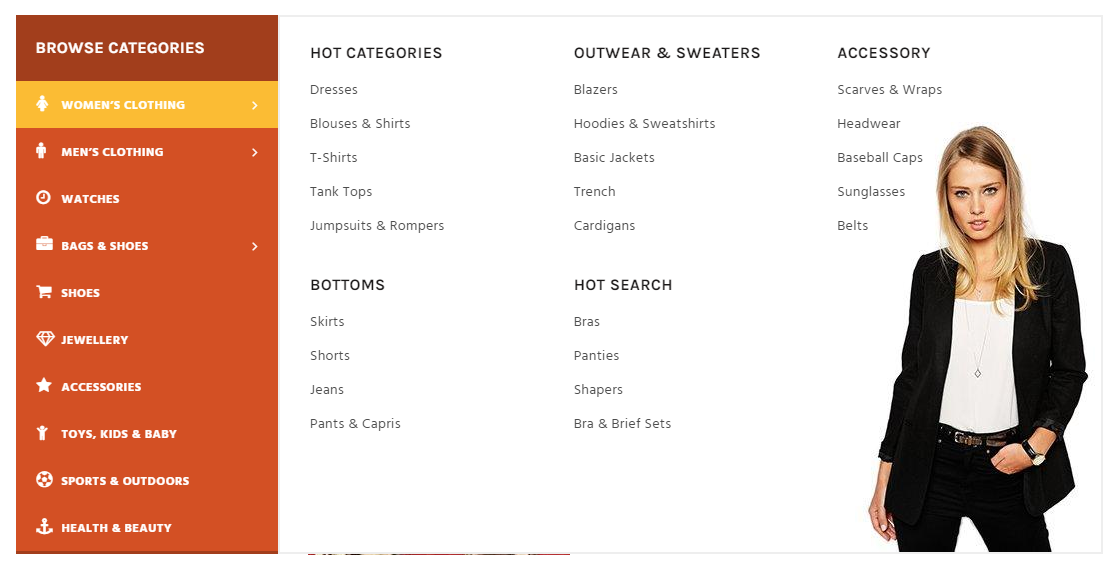 BROWSE CATEGORIES
WOMEN'S CLOTHING
MEN'S CLOTHING
WATCHES
BAGS & SHOES
SHOES
JEWELLERY
ACCESSORIES
TOYS, KIDS & BABY
SPORTS & OUTDOORS
HEALTH & BEAUTY
HOT CATEGORIES
Dresses
Blouses & Shirts
T-Shirts
Tank Tops
Jumpsuits & Rompers
OUTWEAR & SWEATERS
Blazers
Hoodies & Sweatshirts
Basic Jackets
Trench
Cardigans
ACCESSORY
Scarves & Wraps
Headwear
Baseball Caps
Sunglasses
Belts
BOTTOMS
Skirts
Shorts
Jeans
Pants & Capris
HOT SEARCH
Bras
Panties
Shapers
Bra & Brief Sets